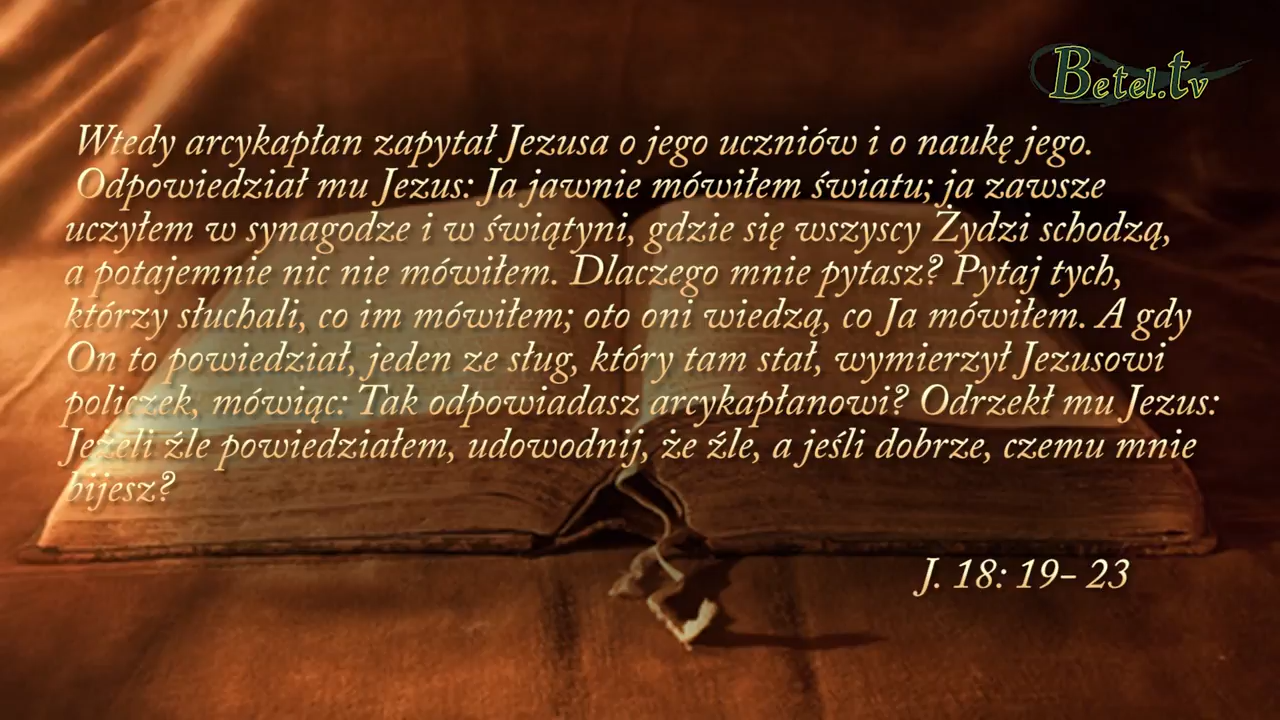 Betel.tv
Wtedy arcykapłan zapytał Jezusa o jego uczniów i o naukę jego.
Odpowiedział mu Jezus: Ja jawnie mówiłem światu; ja zawsze
uczyłem w synagodze i w świątyni, gdzie się wszyscy Żydzi schodzą,
a potajemnie nic nie mówiłem. Dlaczego mnie pytasz? Pytaj tych,
którzy słuchali, co im mówiłem; oto oni wiedzą, co Ja mówiłem. A gdy
On to powiedział, jeden ze sług, który tam stał, wymierzył Jezusowi
policzek, mówiąc: Tak odpowiadasz arcykapłanowi? Odrzekł mu Jezus:
Jeżeli źle powiedziałem, udowodnij, że źle, a jeśli dobrze, czemu mnie
bijesz?
J. 18: 19– 23